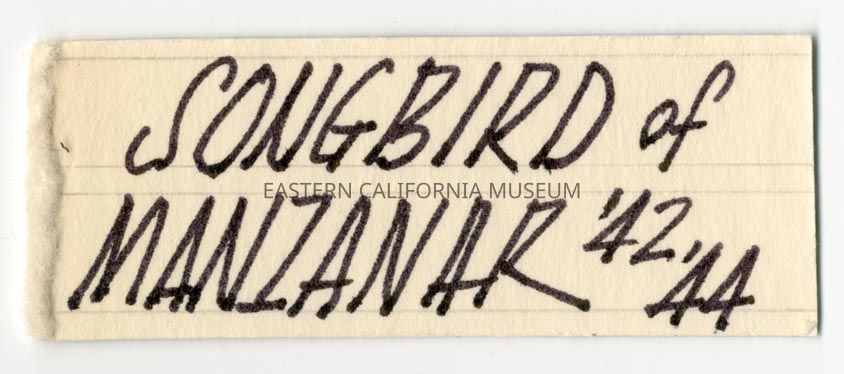 SONGBIRD of
EASTERN CALIFORNIA MUSEUM
MANZANAR '42, 44